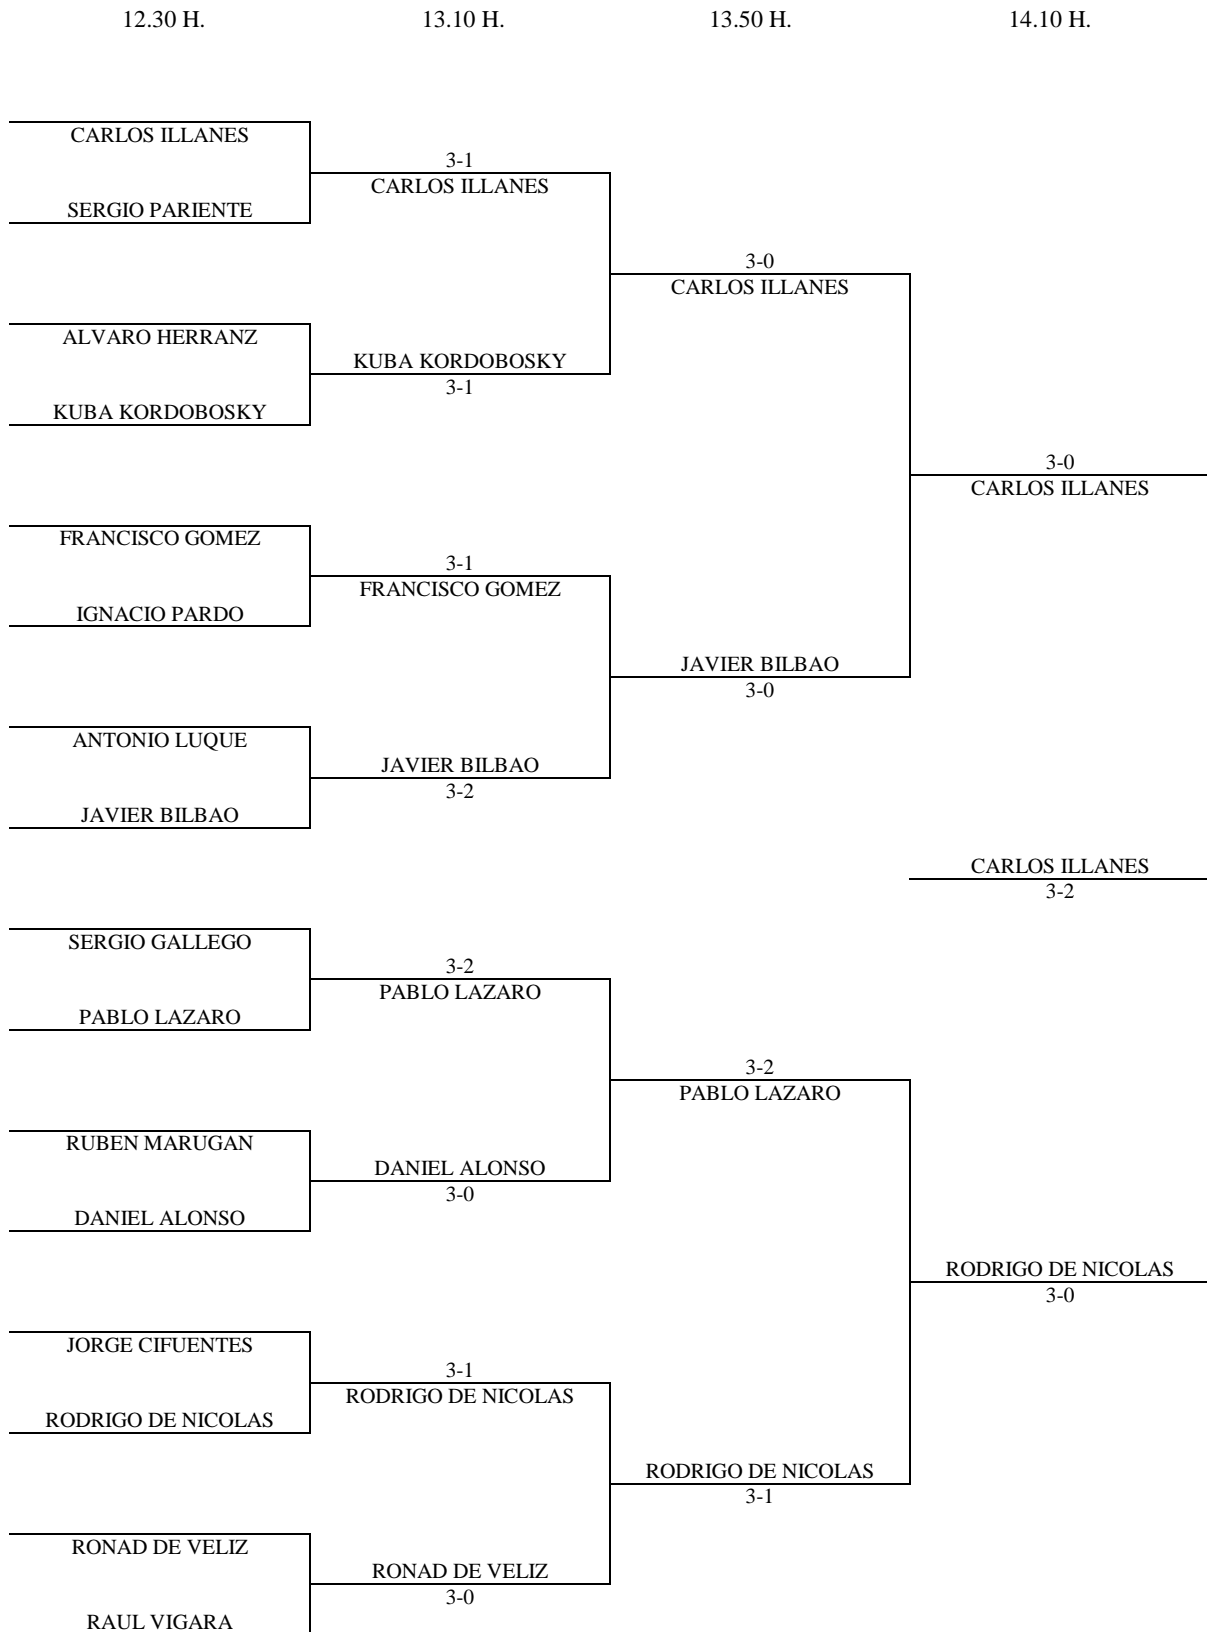 12.30 H. 13.10 H. 13.50 H. 14.10 H.
CARLOS ILLANES
3-1
CARLOS ILLANES
SERGIO PARIENTE
3-0
CARLOS ILLANES
ALVARO HERRANZ
KUBA KORDOBOSKY
3-1
KUBA KORDOBOSKY
3-0
CARLOS ILLANES
FRANCISCO GOMEZ
3-1
FRANCISCO GOMEZ
IGNACIO PARDO
JAVIER BILBAO
3-0
ANTONIO LUQUE
JAVIER BILBAO
3-2
JAVIER BILBAO
CARLOS ILLANES
3-2
SERGIO GALLEGO
3-2
PABLO LAZARO
PABLO LAZARO
3-2
PABLO LAZARO
RUBEN MARUGAN
DANIEL ALONSO
3-0
DANIEL ALONSO
RODRIGO DE NICOLAS
3-0
JORGE CIFUENTES
3-1
RODRIGO DE NICOLAS
RODRIGO DE NICOLAS
RODRIGO DE NICOLAS
3-1
RONAD DE VELIZ
RONAD DE VELIZ
3-0
RAUL VIGARA